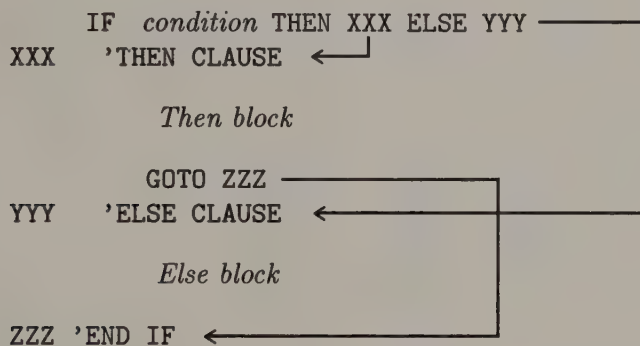 IF condition THEN XXX ELSE YYY
XXX 'THEN CLAUSE
Then block
GOTO ZZZ
YYY 'ELSE CLAUSE
Else block
ZZZ 'END IF